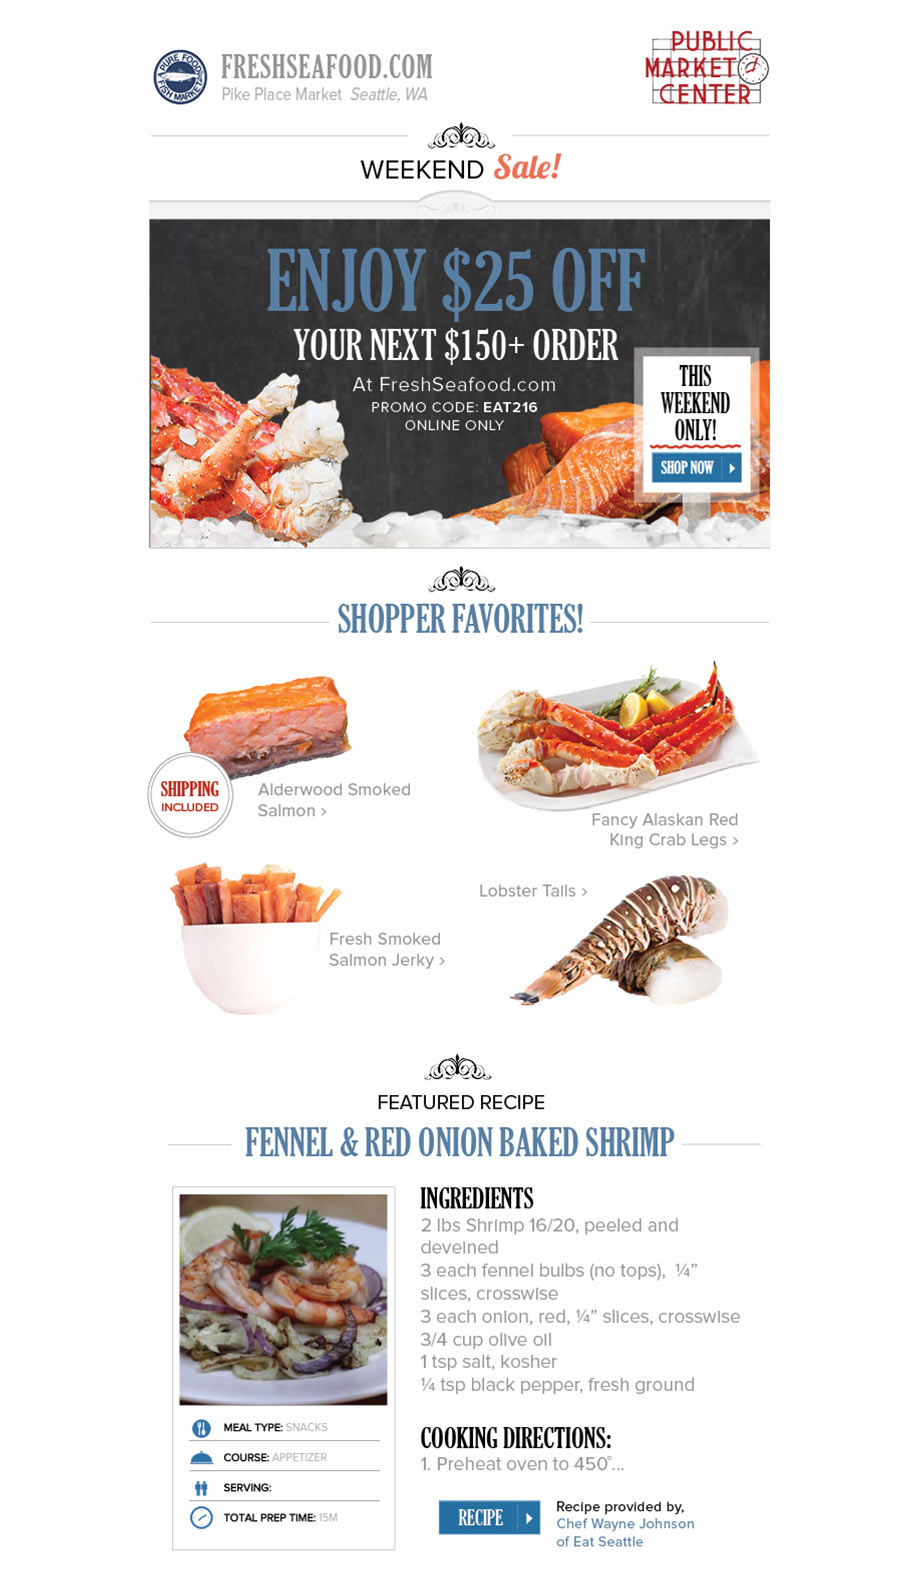 PURE FOOD
FISH MARKET
FRESHSEAFOOD.COM
Pike Place Market Seattle, WA
PUBLIC
MARKET
CENTER
WEEKEND Sale!
ENJOY $25 OFF
YOUR NEXT $150+ ORDER
At FreshSeafood.com
PROMO CODE: EAT216
ONLINE ONLY
THIS
WEEKEND
ONLY!
SHOP NOW
SHOPPER FAVORITES!
SHIPPING
INCLUDED
Alderwood Smoked
Salmon ›
Fancy Alaskan Red
King Crab Legs ›
Fresh Smoked
Salmon Jerky ›
Lobster Tails ›
FEATURED RECIPE
FENNEL & RED ONION BAKED SHRIMP
MEAL TYPE: SNACKS
COURSE: APPETIZER
SERVING:
TOTAL PREP TIME: 15M
INGREDIENTS
2 lbs Shrimp 16/20, peeled and
deveined
3 each fennel bulbs (no tops), ¼”
slices, crosswise
3 each onion, red, ¼” slices, crosswise
3/4 cup olive oil
1 tsp salt, kosher
¼ tsp black pepper, fresh ground
COOKING DIRECTIONS:
1. Preheat oven to 450°...
RECIPE
Recipe provided by,
Chef Wayne Johnson
of Eat Seattle